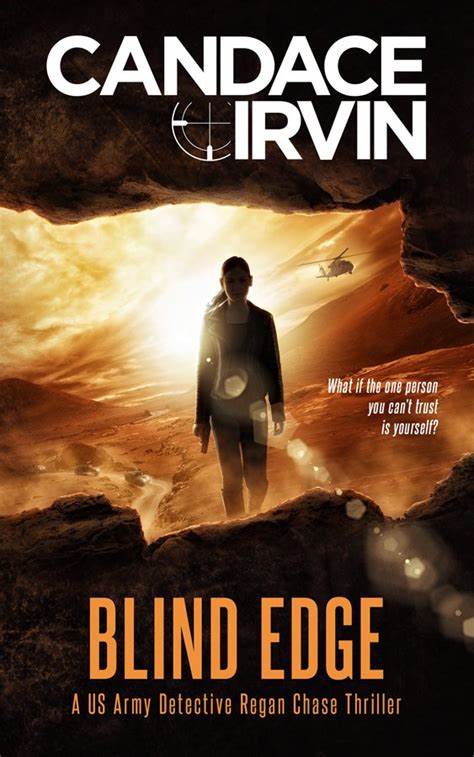 CANDACE
IRVIN
What if the one person
you can't trust
is yourself?
BLIND EDGE
A US Army Detective Regan Chase Thriller